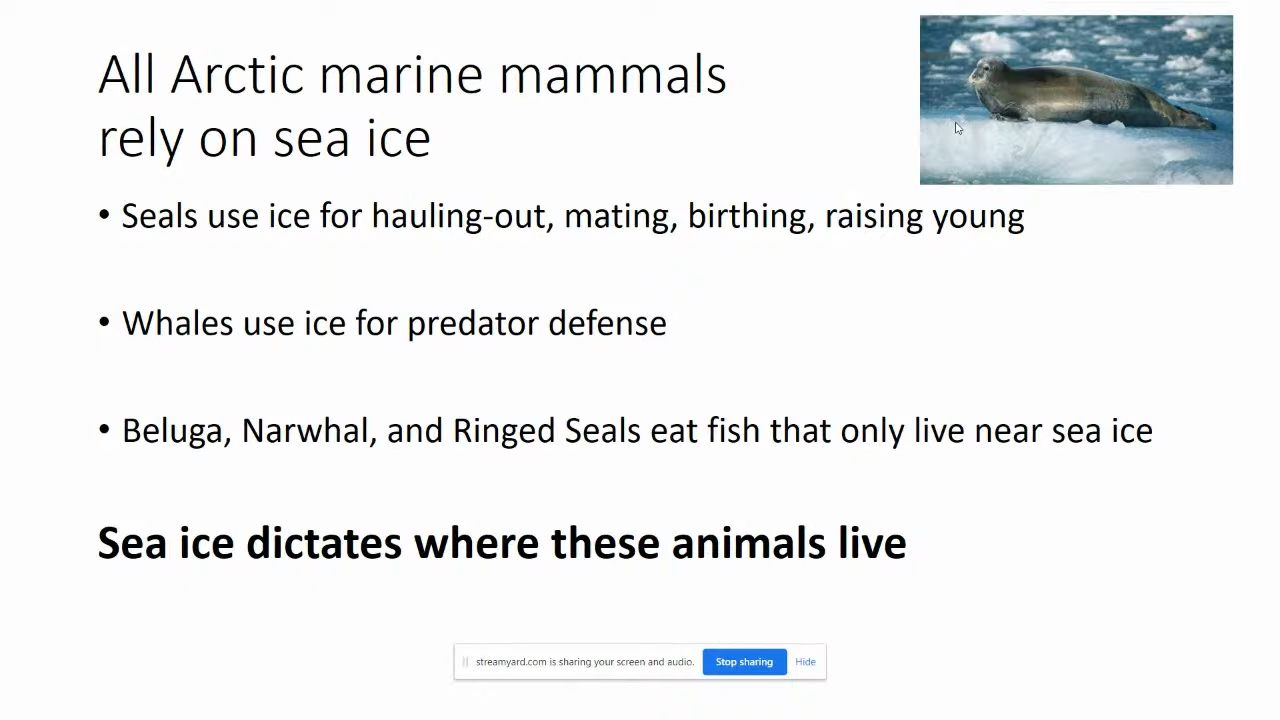 All Arctic marine mammals
rely on sea ice
• Seals use ice for hauling-out, mating, birthing, raising young
• Whales use ice for predator defense
• Beluga, Narwhal, and Ringed Seals eat fish that only live near sea ice
Sea ice dictates where these animals live
streamyard.com is sharing your screen and audio. Stop sharing Hide